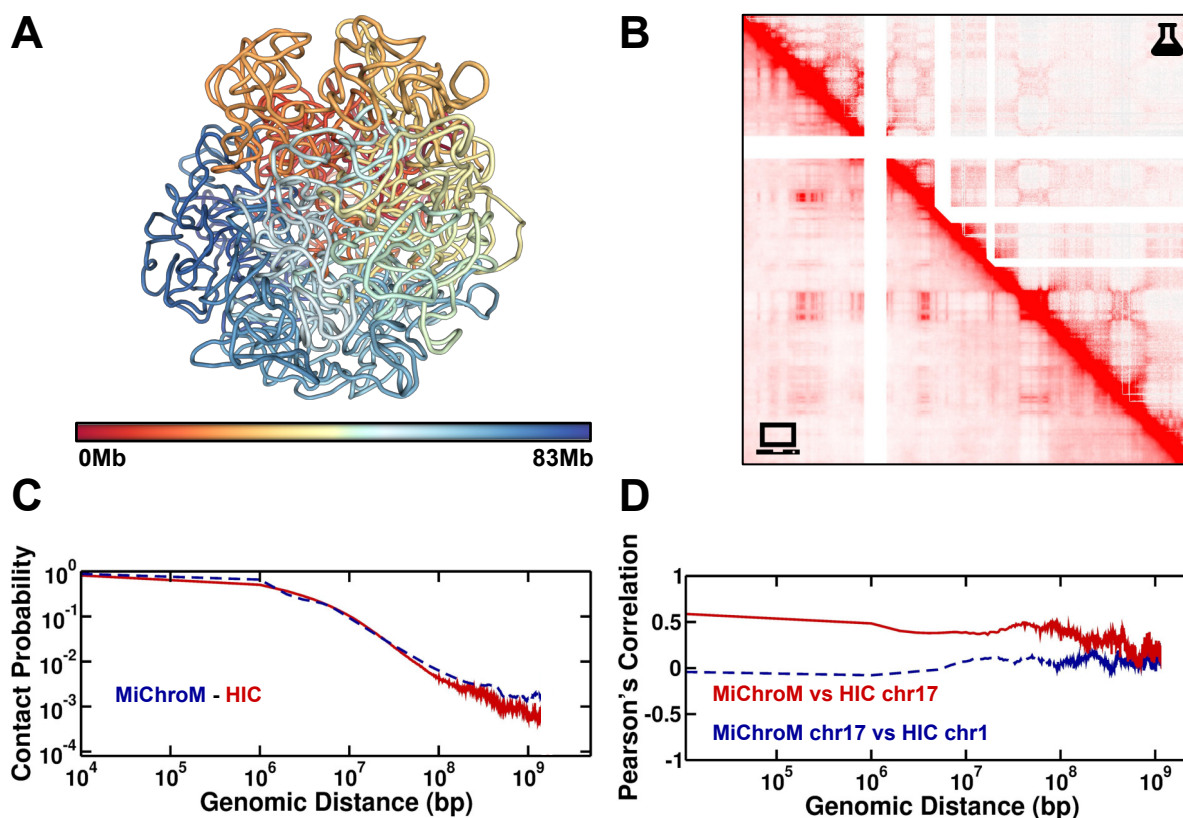 A
0Mb 83Mb
B
C
Contact Probability
10^0
10^-1
10^-2
10^-3
10^-4
MiChroM - HIC
10^4 10^5 10^6 10^7 10^8 10^9
Genomic Distance (bp)
D
Pearson's Correlation
1
0.5
0
-0.5
-1
MiChroM vs HIC chr17
MiChroM chr17 vs HIC chr1
10^5 10^6 10^7 10^8 10^9
Genomic Distance (bp)